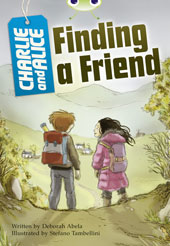 CHARLIE
and ALICE
Finding
a Friend
Written by Deborah Abela
Illustrated by Stefano Tambellini